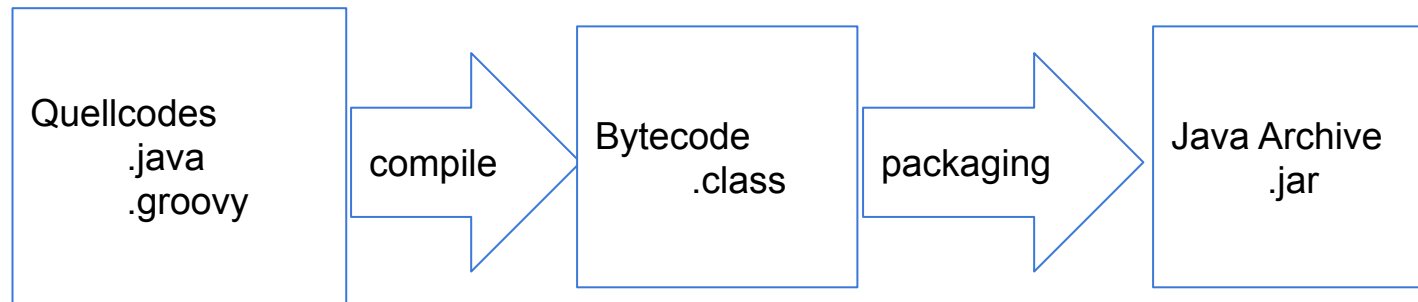 Quellcodes
.java
.groovy
compile
Bytecode
.class
packaging
Java Archive
.jar